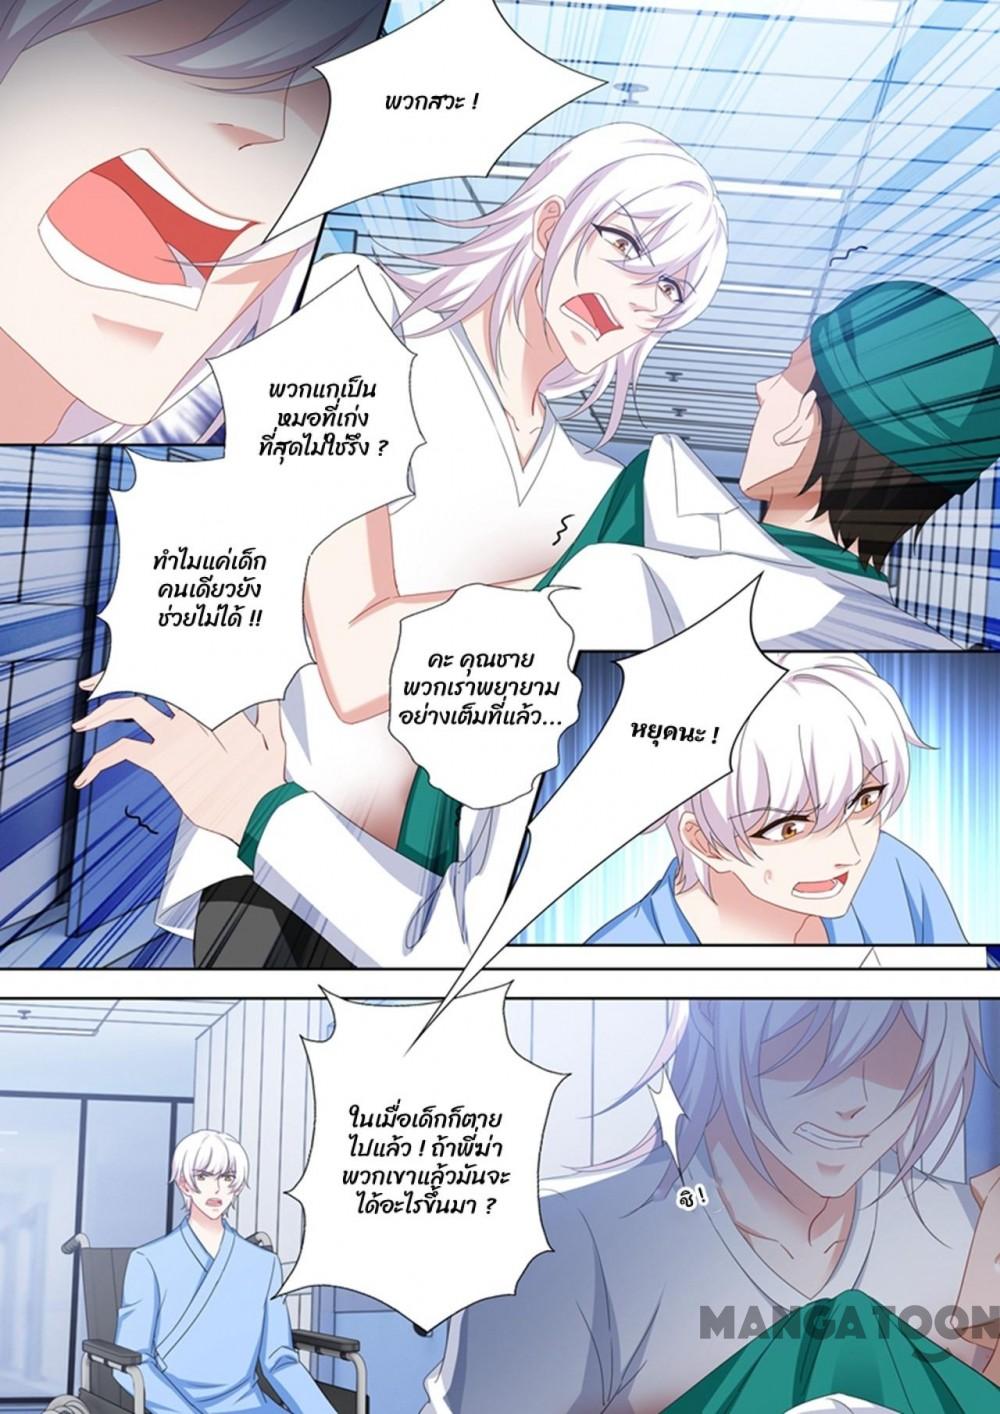 พวกสวะ !
พวกแกเป็น
หมอที่เก่ง
ที่สุดไม่ใช่รึง ?
ทำไมแค่เด็ก
คนเดียวยัง
ช่วยไม่ได้ !!
คะ คุณชาย
พวกเราพยายาม
อย่างเต็มที่แล้ว...
หยุดนะ !
ในเมื่อเด็กก็ตาย
ไปแล้ว ! ถ้าพี่ฆ่า
พวกเขาแล้วมันจะ
ได้อะไรขึ้นมา ?
ชิ !
MANGATOON